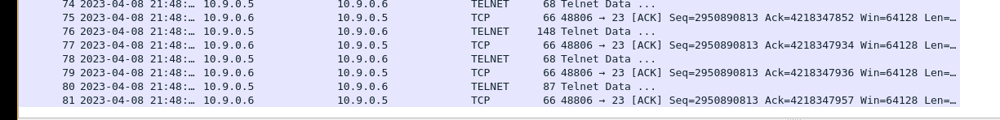 74 2023-04-08 21:48:… 10.9.0.5 10.9.0.6 TELNET 68 Telnet Data ...
75 2023-04-08 21:48:… 10.9.0.6 10.9.0.5 TCP 66 48806 → 23 [ACK] Seq=2950890813 Ack=4218347852 Win=64128 Len=…
76 2023-04-08 21:48:… 10.9.0.5 10.9.0.6 TELNET 148 Telnet Data ...
77 2023-04-08 21:48:… 10.9.0.6 10.9.0.5 TCP 66 48806 → 23 [ACK] Seq=2950890813 Ack=4218347934 Win=64128 Len=…
78 2023-04-08 21:48:… 10.9.0.5 10.9.0.6 TELNET 68 Telnet Data ...
79 2023-04-08 21:48:… 10.9.0.6 10.9.0.5 TCP 66 48806 → 23 [ACK] Seq=2950890813 Ack=4218347936 Win=64128 Len=…
80 2023-04-08 21:48:… 10.9.0.5 10.9.0.6 TELNET 87 Telnet Data ...
81 2023-04-08 21:48:… 10.9.0.6 10.9.0.5 TCP 66 48806 → 23 [ACK] Seq=2950890813 Ack=4218347957 Win=64128 Len=…